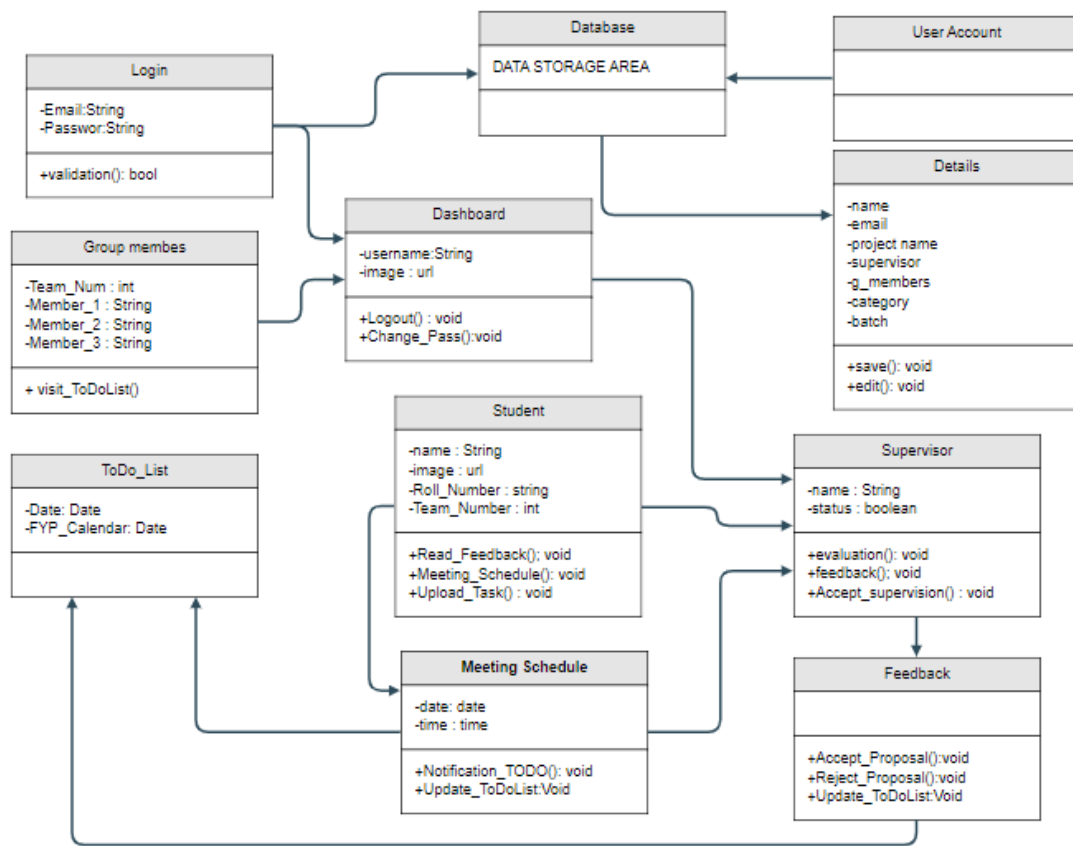 Database
DATA STORAGE AREA
User Account
Login
-Email:String
-Passwor:String
+validation(): bool
Details
-name
-email
-project name
-supervisor
-g_members
-category
-batch
+save(): void
+edit(): void
Dashboard
-username:String
-image : url
+Logout() : void
+Change_Pass():void
Group membes
-Team_Num : int
-Member_1 : String
-Member_2 : String
-Member_3 : String
+ visit_ToDoList()
Student
-name : String
-image : url
-Roll_Number : string
-Team_Number : int
+Read_Feedback(); void
+Meeting_Schedule(): void
+Upload_Task() : void
Supervisor
-name : String
-status : boolean
+evaluation(): void
+feedback(); void
+Accept_supervision() : void
ToDo_List
-Date: Date
-FYP_Calendar: Date
Meeting Schedule
-date: date
-time : time
+Notification_TODO(): void
+Update_ToDoList:Void
Feedback
+Accept_Proposal():void
+Reject_Proposal():void
+Update_ToDoList:Void